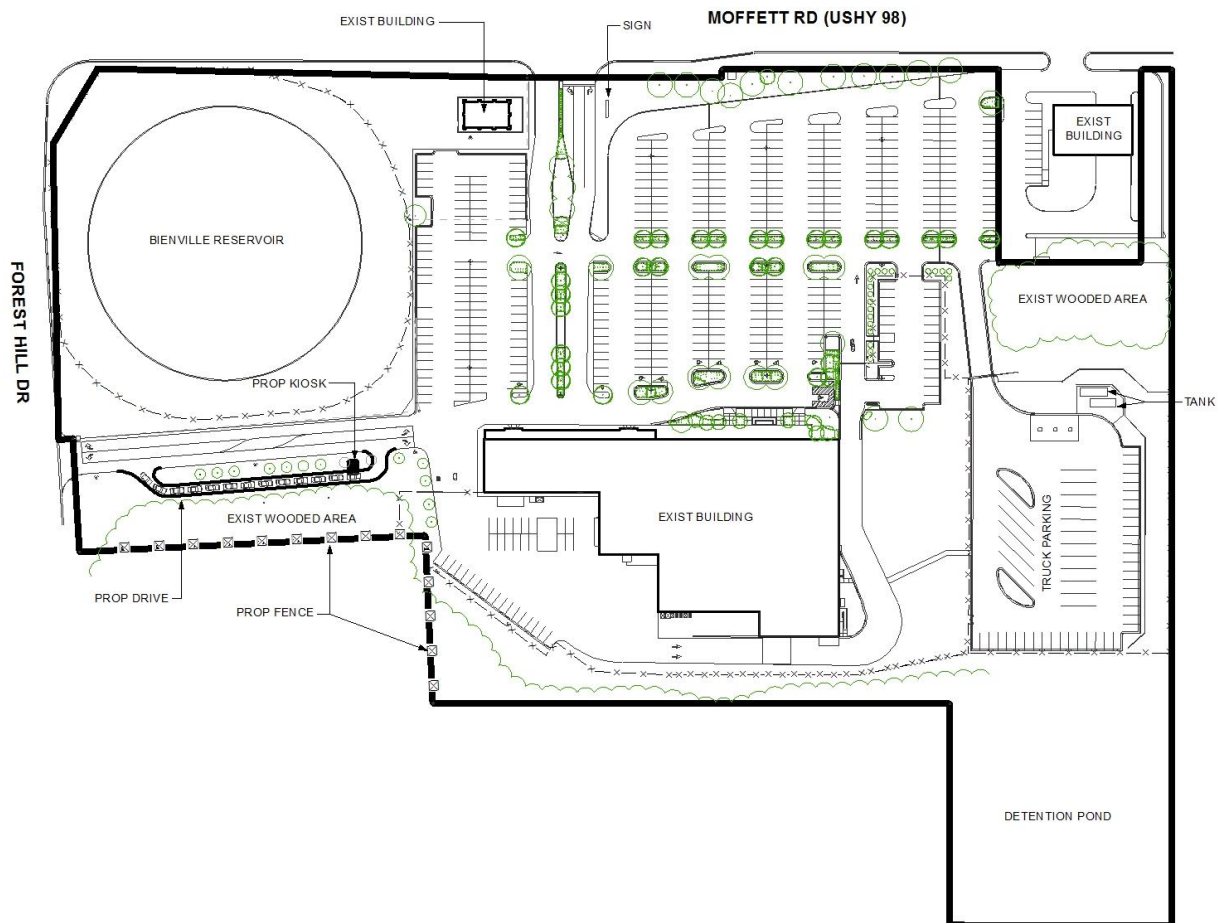 MOFFETT RD (USHY 98)
EXIST BUILDING
SIGN
EXIST
BUILDING
BIENVILLE RESERVOIR
EXIST WOODED AREA
FOREST HILL DR
PROP KIOSK
TANK
EXIST WOODED AREA
EXIST BUILDING
TRUCK PARKING
PROP DRIVE
PROP FENCE
DETENTION POND